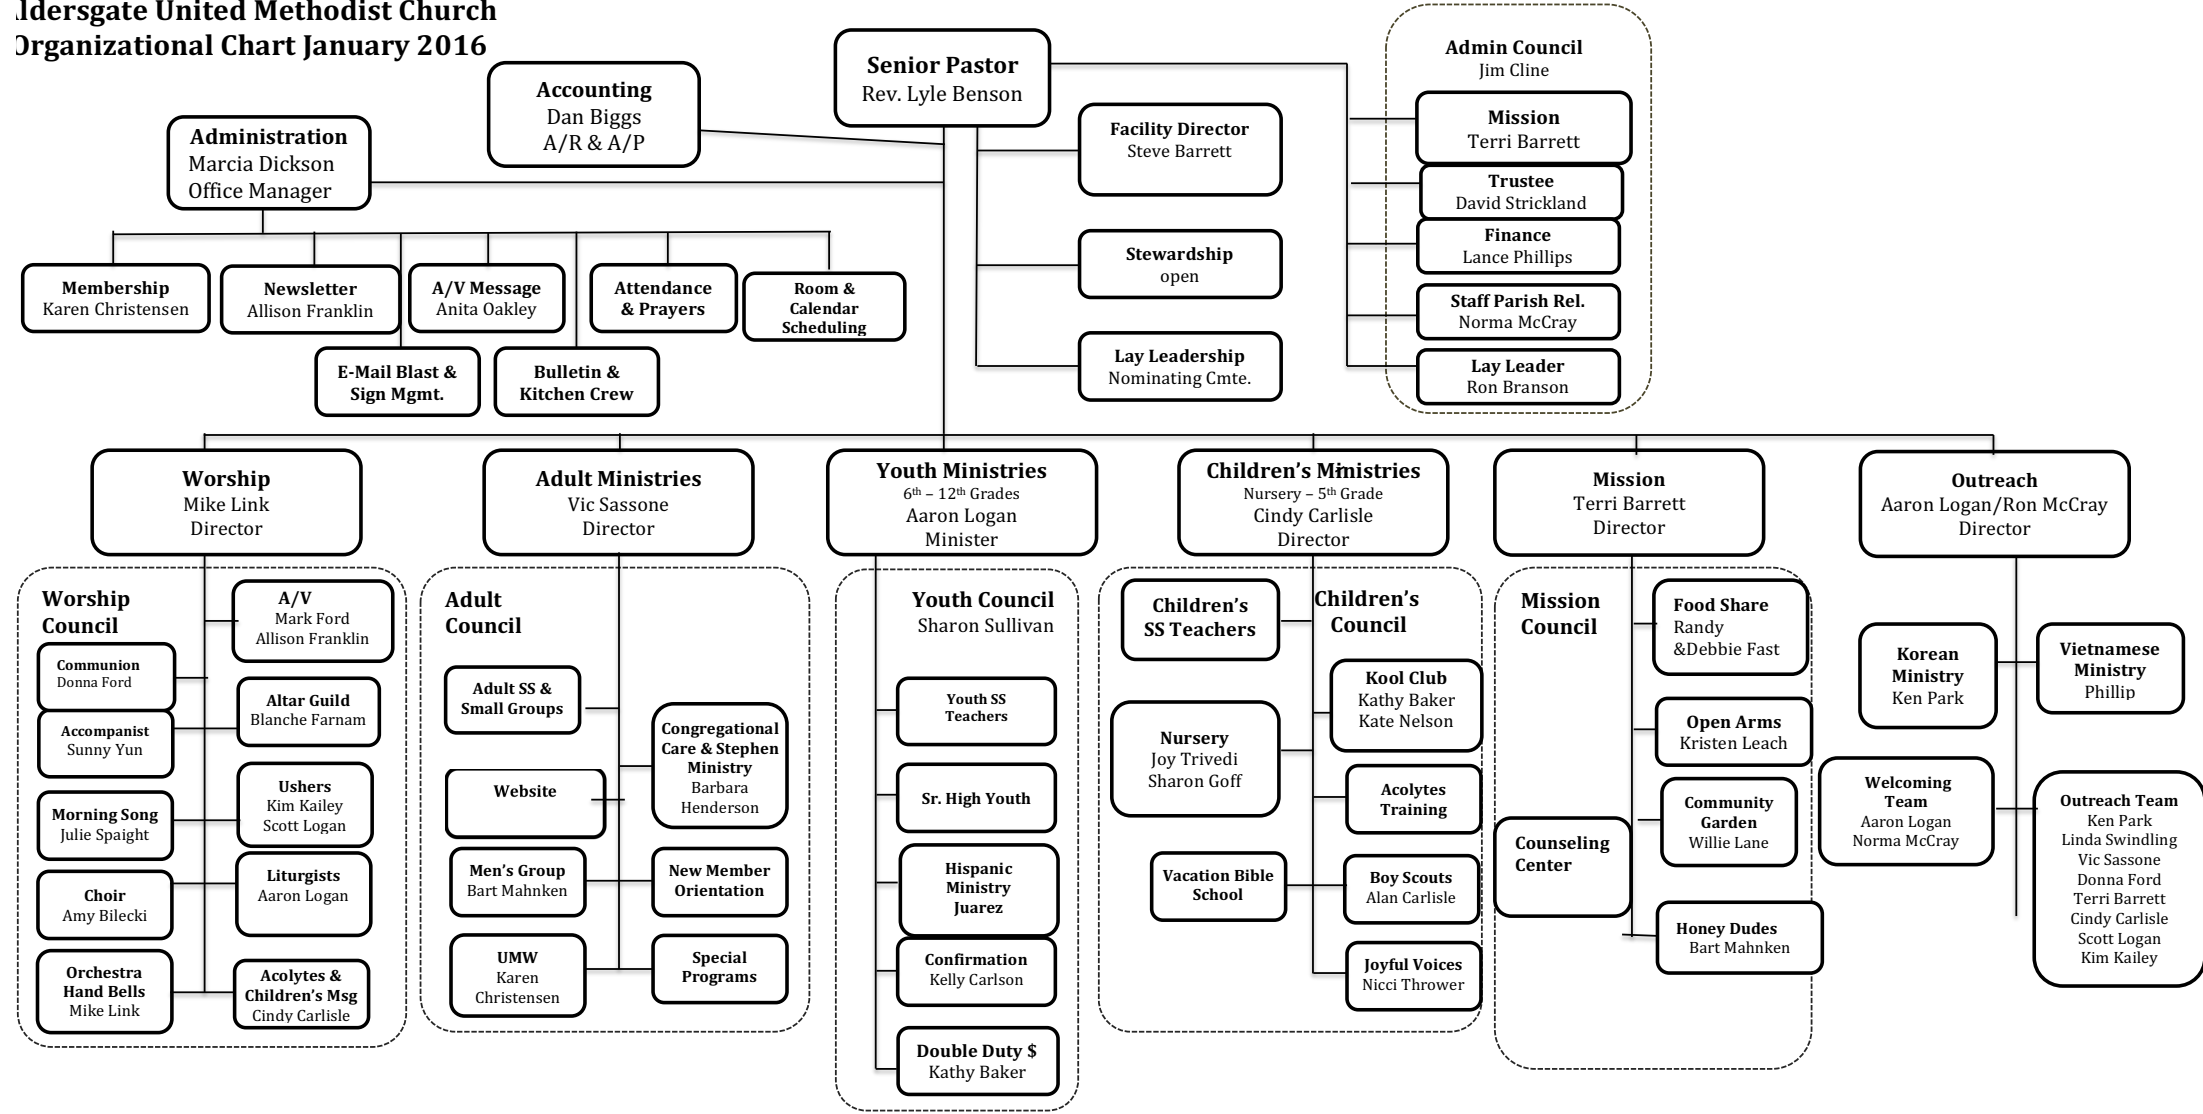 ldersgate United Methodist Church
Organizational Chart January 2016
Senior Pastor
Rev. Lyle Benson
Accounting
Dan Biggs
A/R & A/P
Administration
Marcia Dickson
Office Manager
Facility Director
Steve Barrett
Stewardship
open
Lay Leadership
Nominating Cmte.
Admin Council
Jim Cline
Mission
Terri Barrett
Trustee
David Strickland
Finance
Lance Phillips
Staff Parish Rel.
Norma McCray
Lay Leader
Ron Branson
Membership
Karen Christensen
Newsletter
Allison Franklin
A/V Message
Anita Oakley
Attendance
& Prayers
Room &
Calendar
Scheduling
E-Mail Blast &
Sign Mgmt.
Bulletin &
Kitchen Crew
Worship
Mike Link
Director
Adult Ministries
Vic Sassone
Director
Youth Ministries
6th – 12th Grades
Aaron Logan
Minister
Children's Ministries
Nursery – 5th Grade
Cindy Carlisle
Director
Mission
Terri Barrett
Director
Outreach
Aaron Logan/Ron McCray
Director
Worship
Council
A/V
Mark Ford
Allison Franklin
Communion
Donna Ford
Altar Guild
Blanche Farnam
Accompanist
Sunny Yun
Ushers
Kim Kailey
Scott Logan
Morning Song
Julie Spaight
Liturgists
Aaron Logan
Choir
Amy Bilecki
Orchestra
Hand Bells
Mike Link
Acolytes &
Children's Msg
Cindy Carlisle
Adult
Council
Adult SS &
Small Groups
Congregational
Care & Stephen
Ministry
Barbara
Henderson
Website
Men's Group
Bart Mahnken
New Member
Orientation
UMW
Karen
Christensen
Special
Programs
Youth Council
Sharon Sullivan
Youth SS
Teachers
Sr. High Youth
Hispanic
Ministry
Juarez
Confirmation
Kelly Carlson
Double Duty $
Kathy Baker
Children's
SS Teachers
Children's
Council
Kool Club
Kathy Baker
Kate Nelson
Nursery
Joy Trivedi
Sharon Goff
Acolytes
Training
Vacation Bible
School
Boy Scouts
Alan Carlisle
Joyful Voices
Nicci Thrower
Mission
Council
Food Share
Randy
&Debbie Fast
Open Arms
Kristen Leach
Community
Garden
Willie Lane
Counseling
Center
Honey Dudes
Bart Mahnken
Korean
Ministry
Ken Park
Vietnamese
Ministry
Phillip
Welcoming
Team
Aaron Logan
Norma McCray
Outreach Team
Ken Park
Linda Swindling
Vic Sassone
Donna Ford
Terri Barrett
Cindy Carlisle
Scott Logan
Kim Kailey